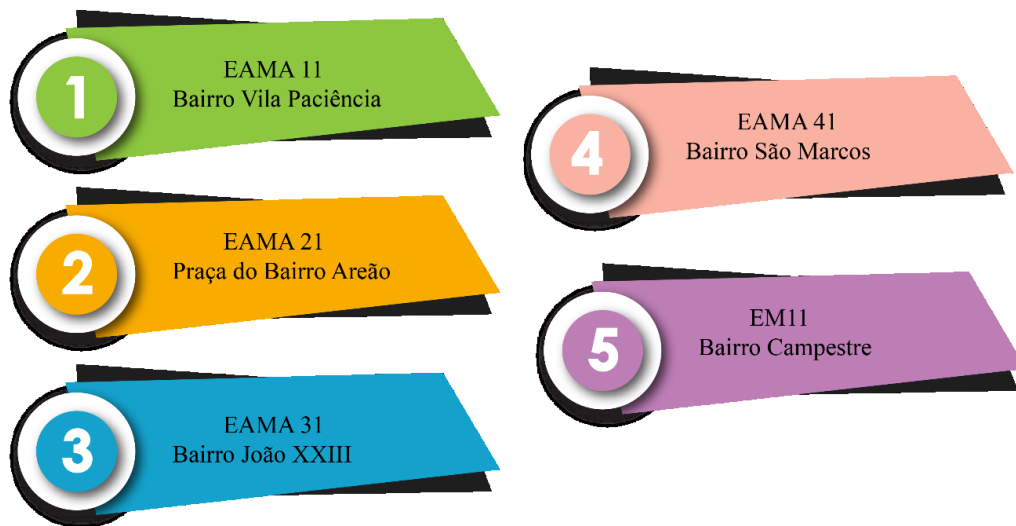 1
EAMA 11
Bairro Vila Paciência
2
EAMA 21
Praça do Bairro Areão
3
EAMA 31
Bairro João XXIII
4
EAMA 41
Bairro São Marcos
5
EM11
Bairro Campestre